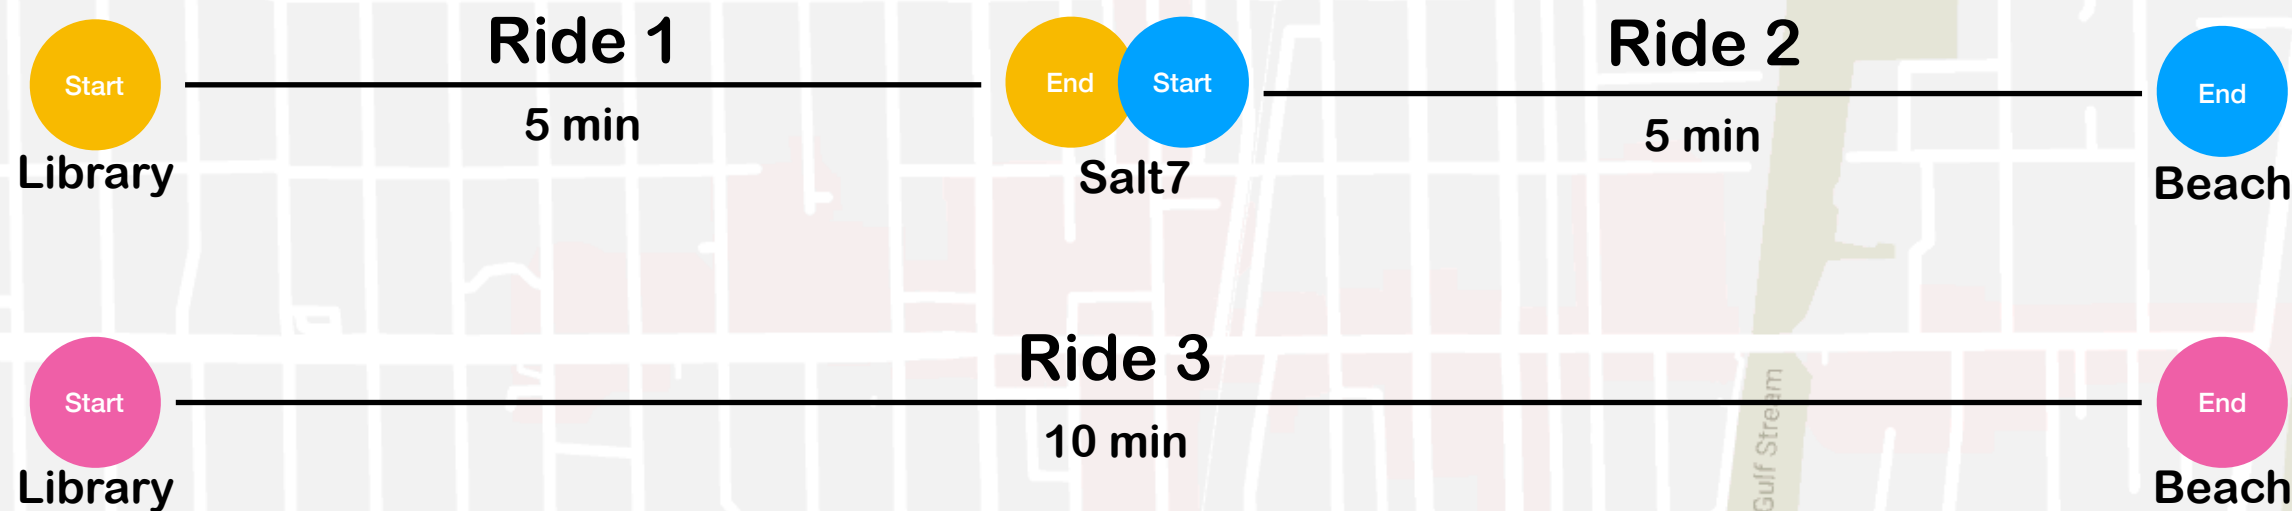 Ride 1
Ride 2
Start
End
Start
End
5 min
5 min
Library
Salt7
Beach
Ride 3
Start
End
10 min
Gulf Stream
Library
Beach